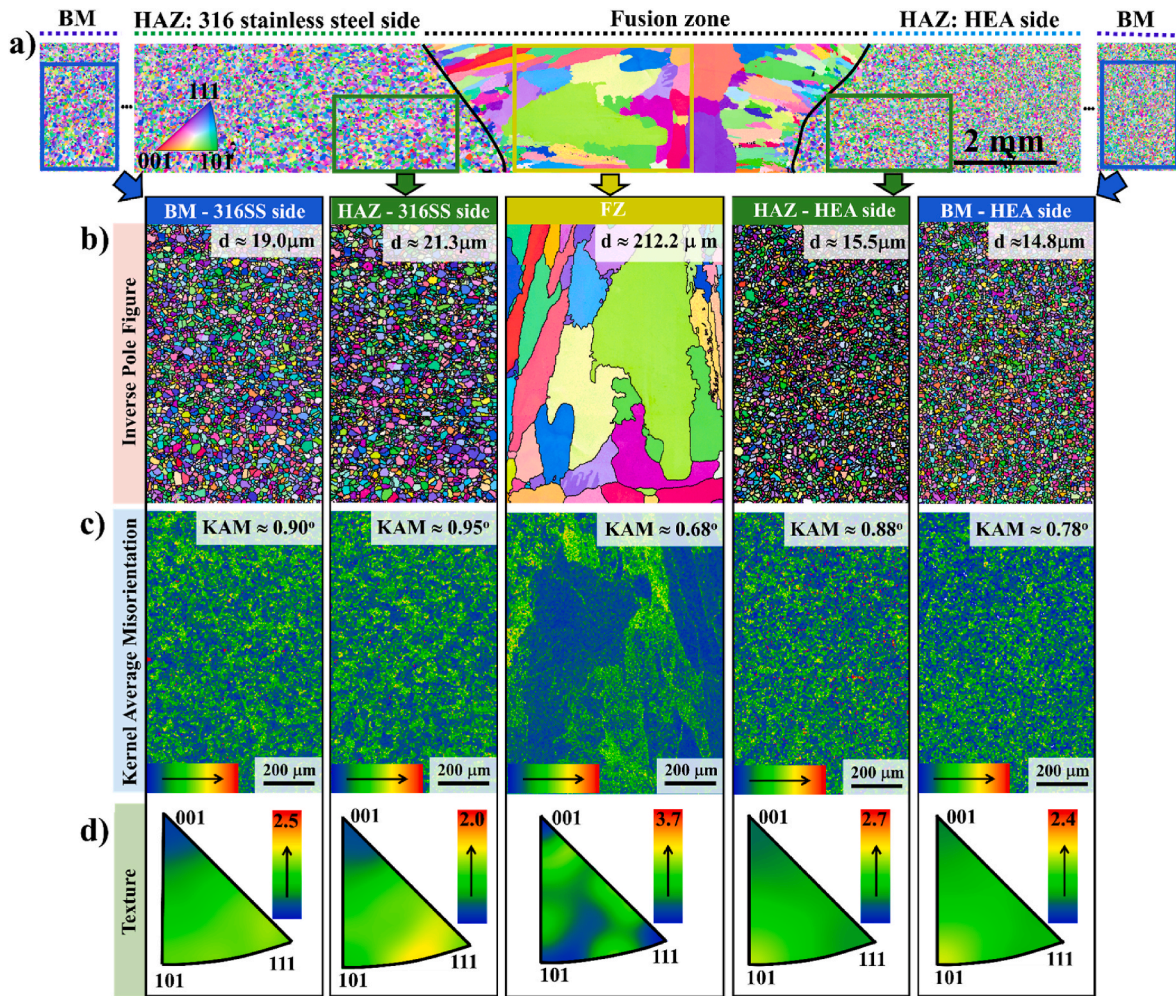 BM
HAZ: 316 stainless steel side
Fusion zone
HAZ: HEA side
BM
a)
111
001
101
2 mm
BM - 316SS side
HAZ - 316SS side
FZ
HAZ - HEA side
BM - HEA side
b)
Inverse Pole Figure
d ≈ 19.0μm
d ≈ 21.3μm
d ≈ 212.2 μ m
d ≈ 15.5μm
d ≈14.8μm
c)
Kernel Average Misorientation
KAM ≈ 0.90°
KAM ≈ 0.95°
KAM ≈ 0.68°
KAM ≈ 0.88°
KAM ≈ 0.78°
200 μm
200 μm
200 μm
200 μm
200 μm
d)
Texture
001
2.5
101
111
001
2.0
101
111
001
3.7
101
111
001
2.7
101
111
001
2.4
101
111